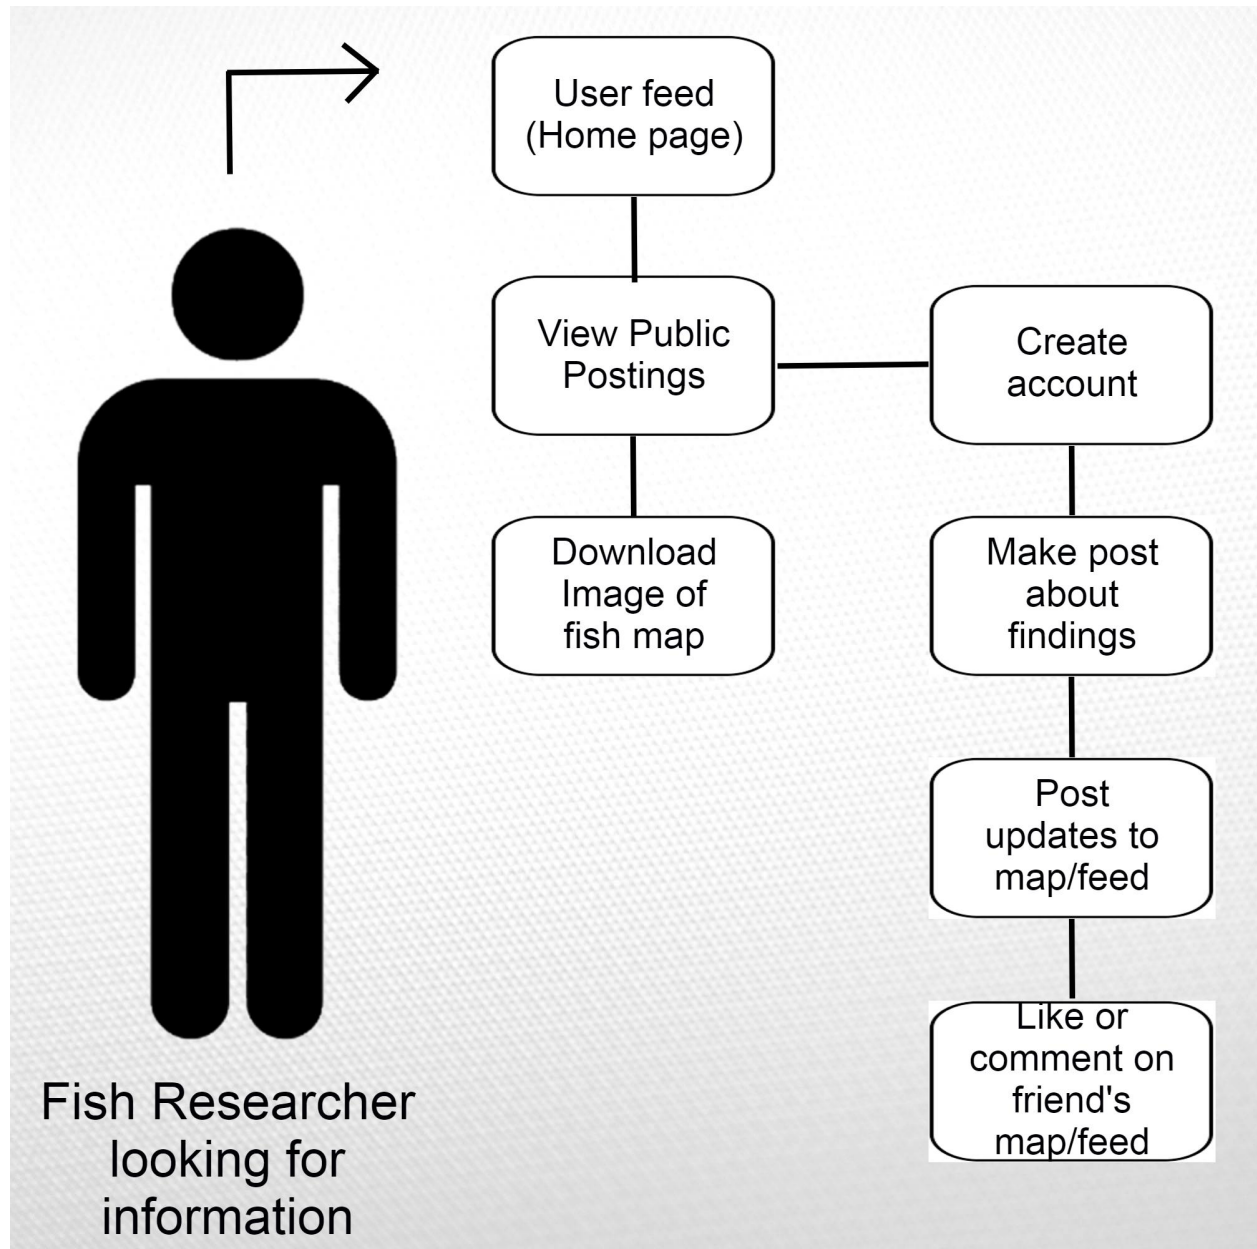 User feed
(Home page)
View Public
Postings
Create
account
Download
Image of
fish map
Make post
about
findings
Post
updates to
map/feed
Like or
comment on
friend's
map/feed
Fish Researcher
looking for
information